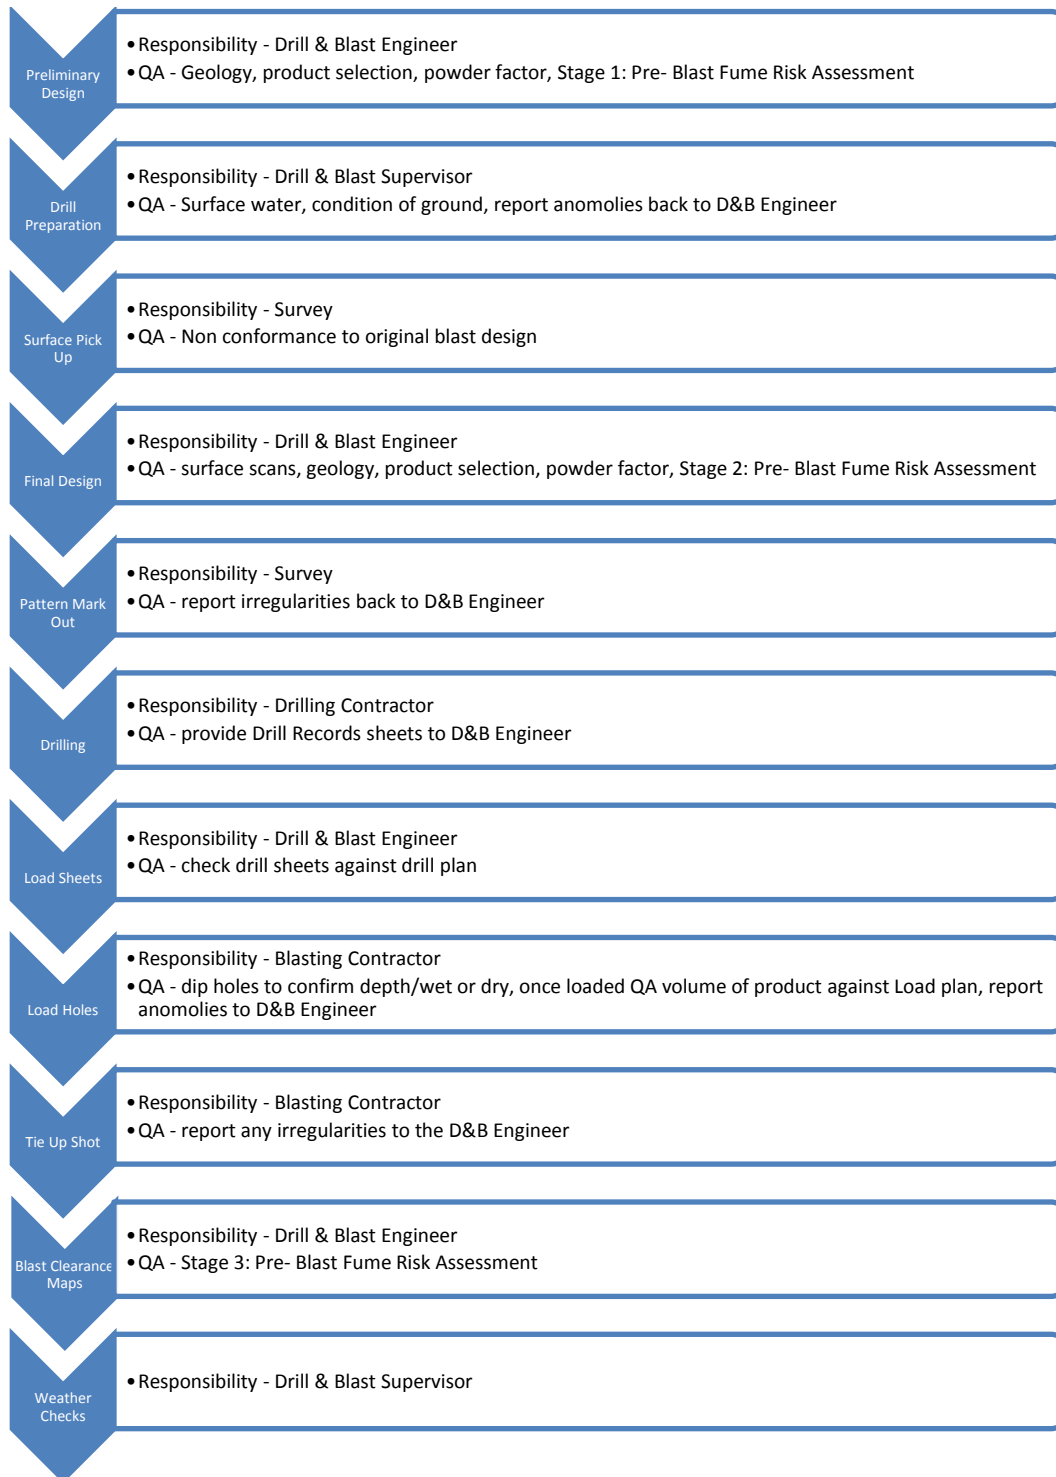 Preliminary
Design
• Responsibility - Drill & Blast Engineer
• QA - Geology, product selection, powder factor, Stage 1: Pre- Blast Fume Risk Assessment
Drill
Preparation
• Responsibility - Drill & Blast Supervisor
• QA - Surface water, condition of ground, report anomolies back to D&B Engineer
Surface Pick
Up
• Responsibility - Survey
• QA - Non conformance to original blast design
Final Design
• Responsibility - Drill & Blast Engineer
• QA - surface scans, geology, product selection, powder factor, Stage 2: Pre- Blast Fume Risk Assessment
Pattern Mark
Out
• Responsibility - Survey
• QA - report irregularities back to D&B Engineer
Drilling
• Responsibility - Drilling Contractor
• QA - provide Drill Records sheets to D&B Engineer
Load Sheets
• Responsibility - Drill & Blast Engineer
• QA - check drill sheets against drill plan
Load Holes
• Responsibility - Blasting Contractor
• QA - dip holes to confirm depth/wet or dry, once loaded QA volume of product against Load plan, report
anomolies to D&B Engineer
Tie Up Shot
• Responsibility - Blasting Contractor
• QA - report any irregularities to the D&B Engineer
Blast Clearance
Maps
• Responsibility - Drill & Blast Engineer
• QA - Stage 3: Pre- Blast Fume Risk Assessment
Weather
Checks
• Responsibility - Drill & Blast Supervisor